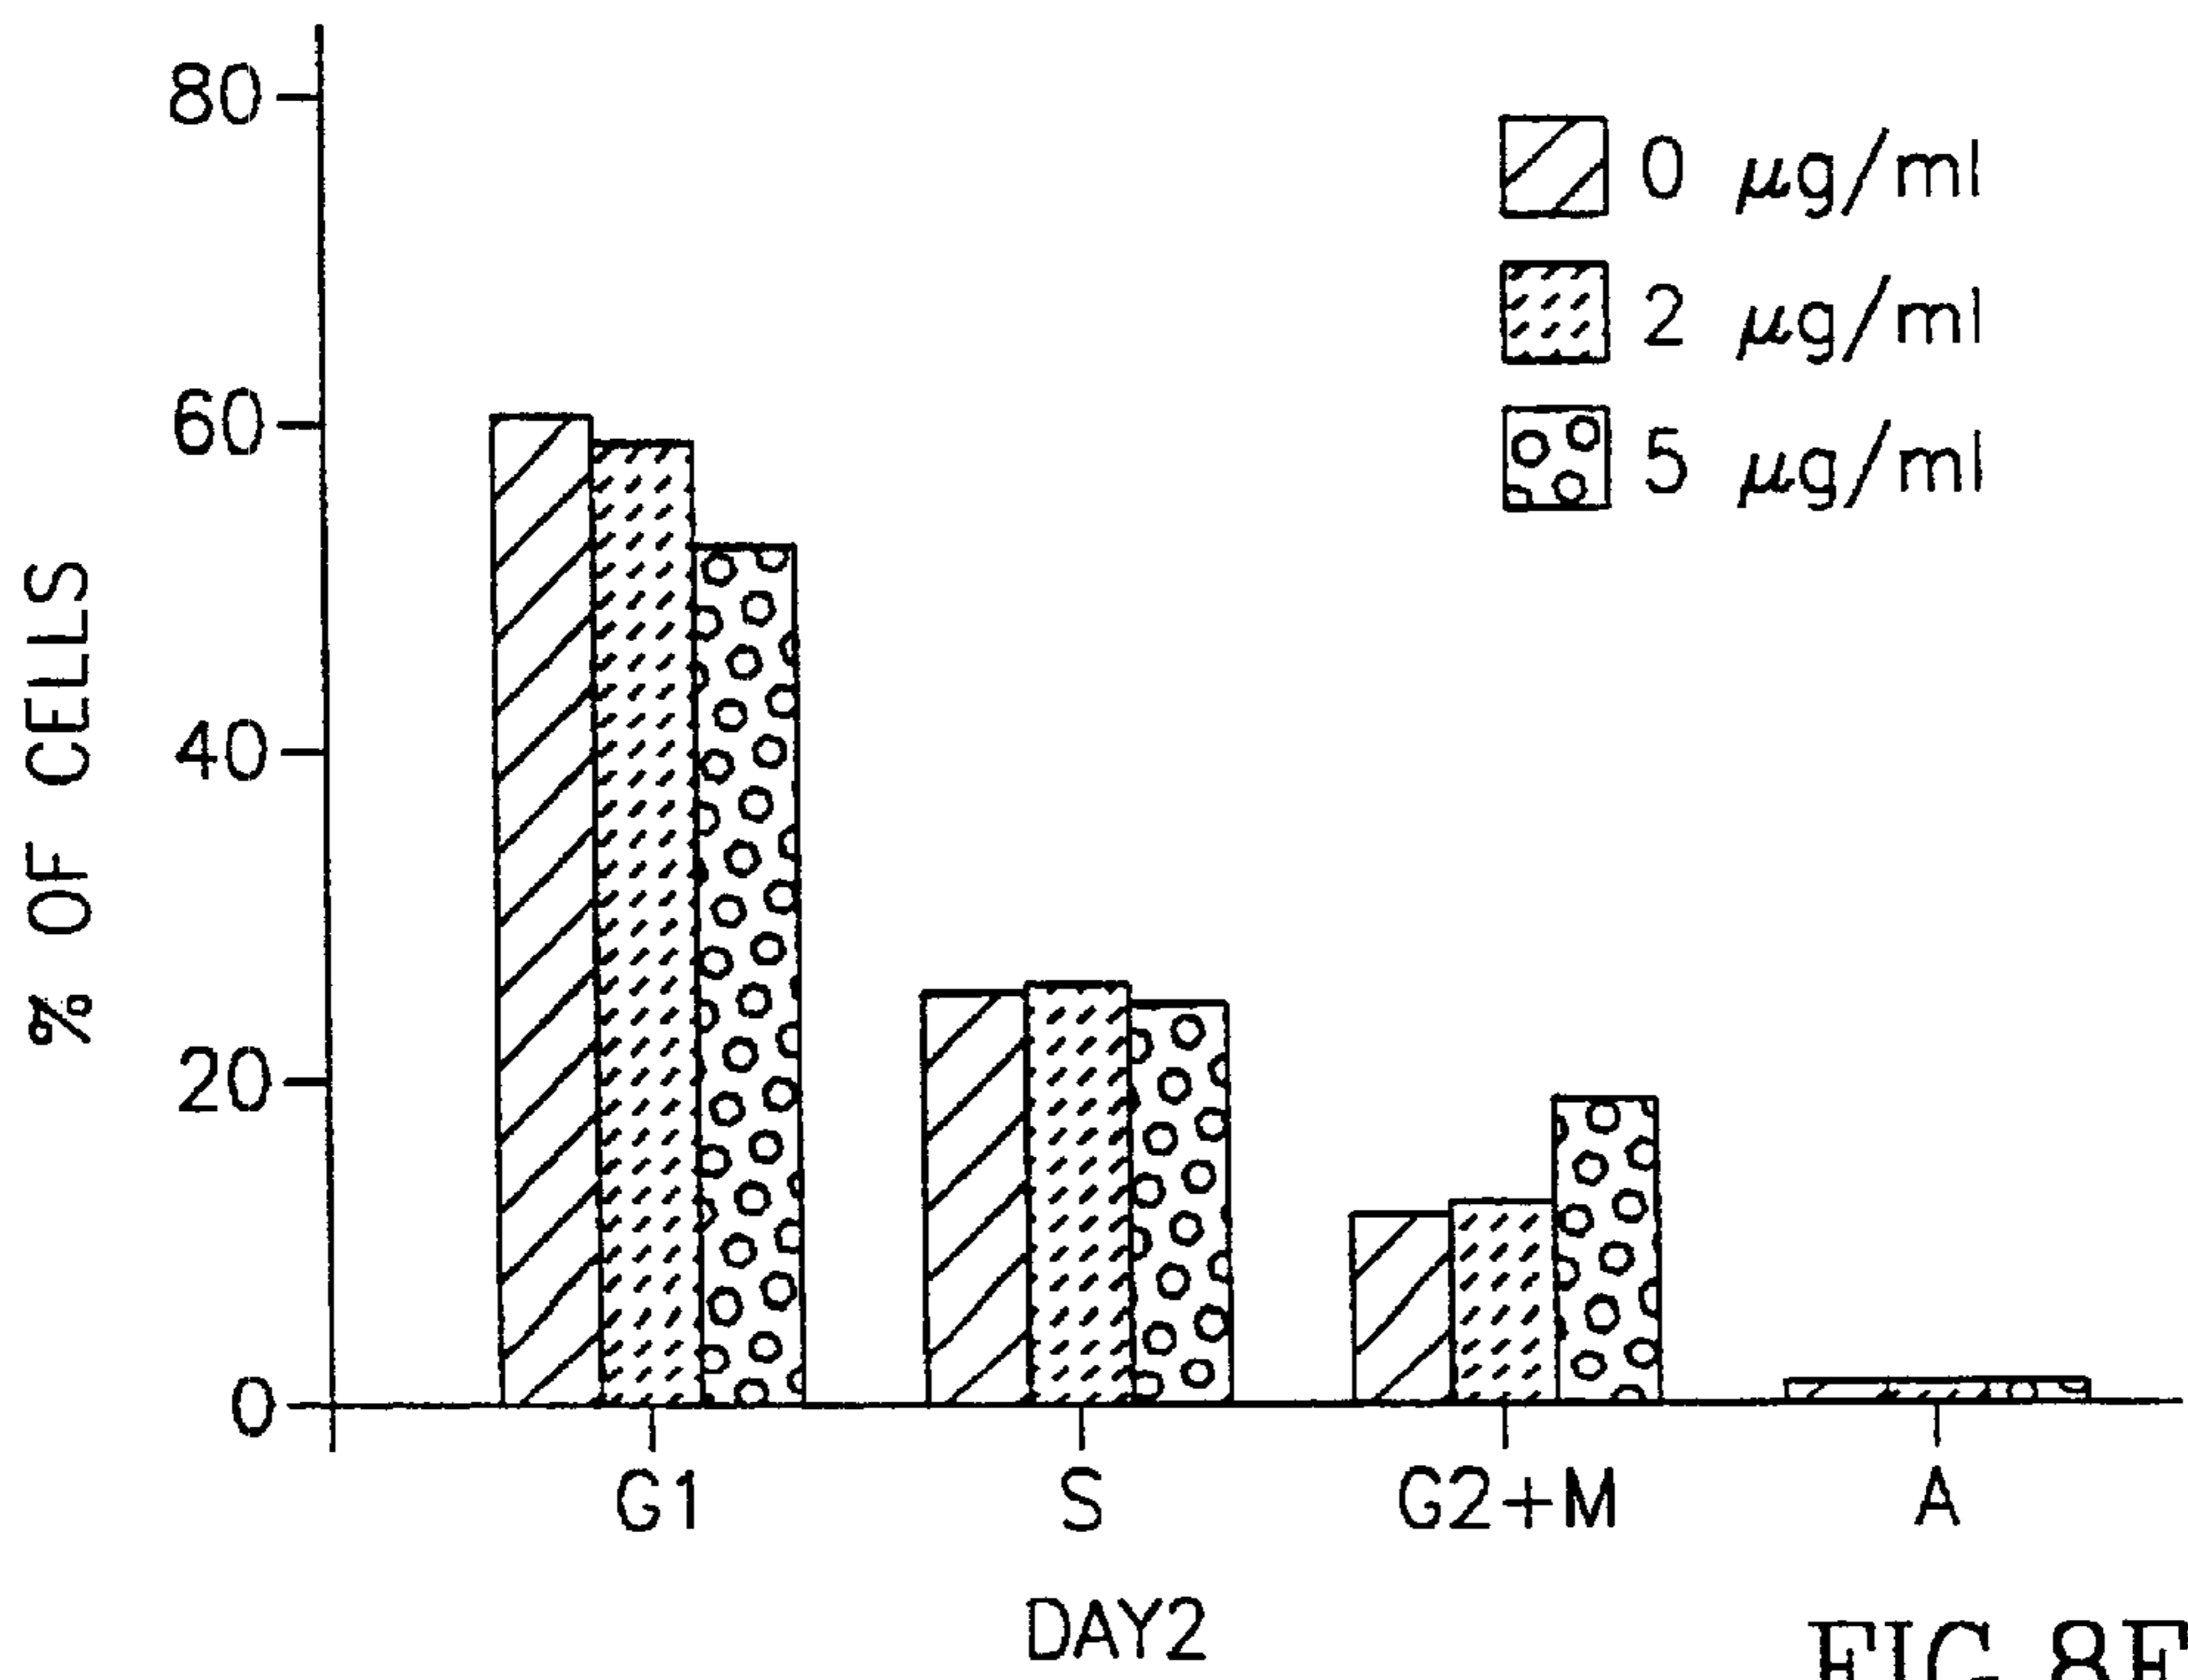 80
60
40
20
0
% OF CELLS
0 μg/ml
2 μg/ml
5 μg/ml
G1 S G2+M A
DAY2